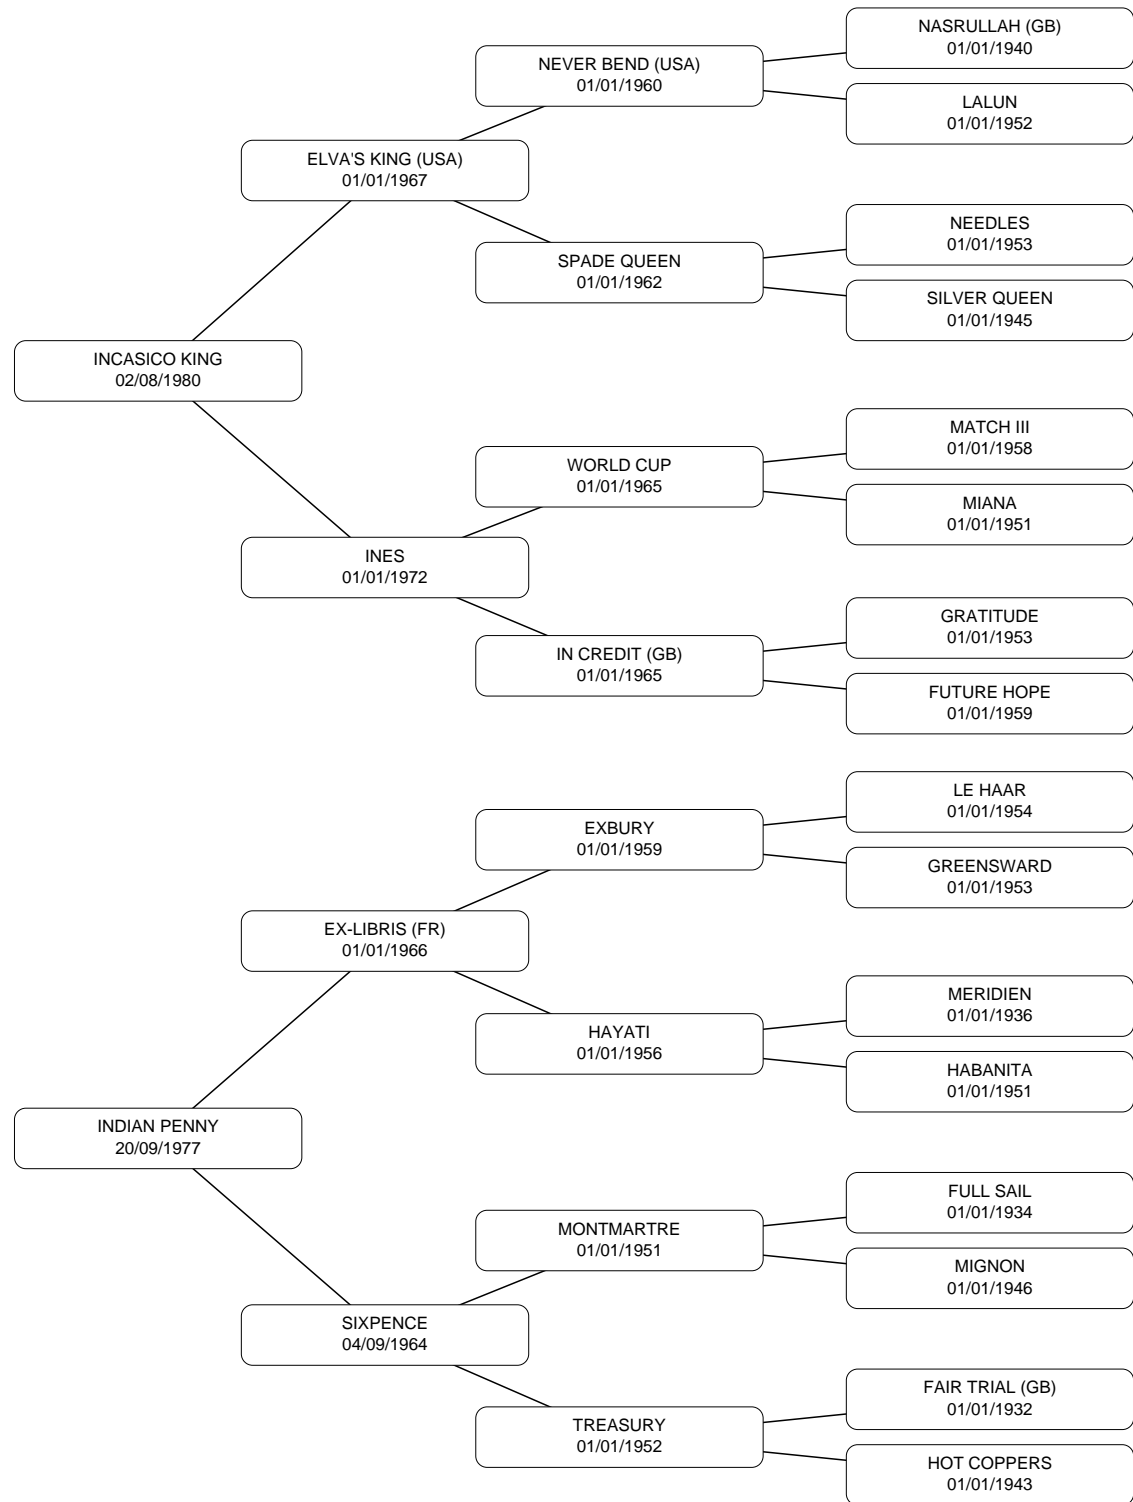 NASRULLAH (GB)
01/01/1940
NEVER BEND (USA)
01/01/1960
LALUN
01/01/1952
ELVA'S KING (USA)
01/01/1967
NEEDLES
01/01/1953
SPADE QUEEN
01/01/1962
SILVER QUEEN
01/01/1945
INCASICO KING
02/08/1980
MATCH III
01/01/1958
WORLD CUP
01/01/1965
MIANA
01/01/1951
INES
01/01/1972
GRATITUDE
01/01/1953
IN CREDIT (GB)
01/01/1965
FUTURE HOPE
01/01/1959
LE HAAR
01/01/1954
EXBURY
01/01/1959
GREENSWARD
01/01/1953
EX-LIBRIS (FR)
01/01/1966
MERIDIEN
01/01/1936
HAYATI
01/01/1956
HABANITA
01/01/1951
INDIAN PENNY
20/09/1977
FULL SAIL
01/01/1934
MONTMARTRE
01/01/1951
MIGNON
01/01/1946
SIXPENCE
04/09/1964
FAIR TRIAL (GB)
01/01/1932
TREASURY
01/01/1952
HOT COPPERS
01/01/1943